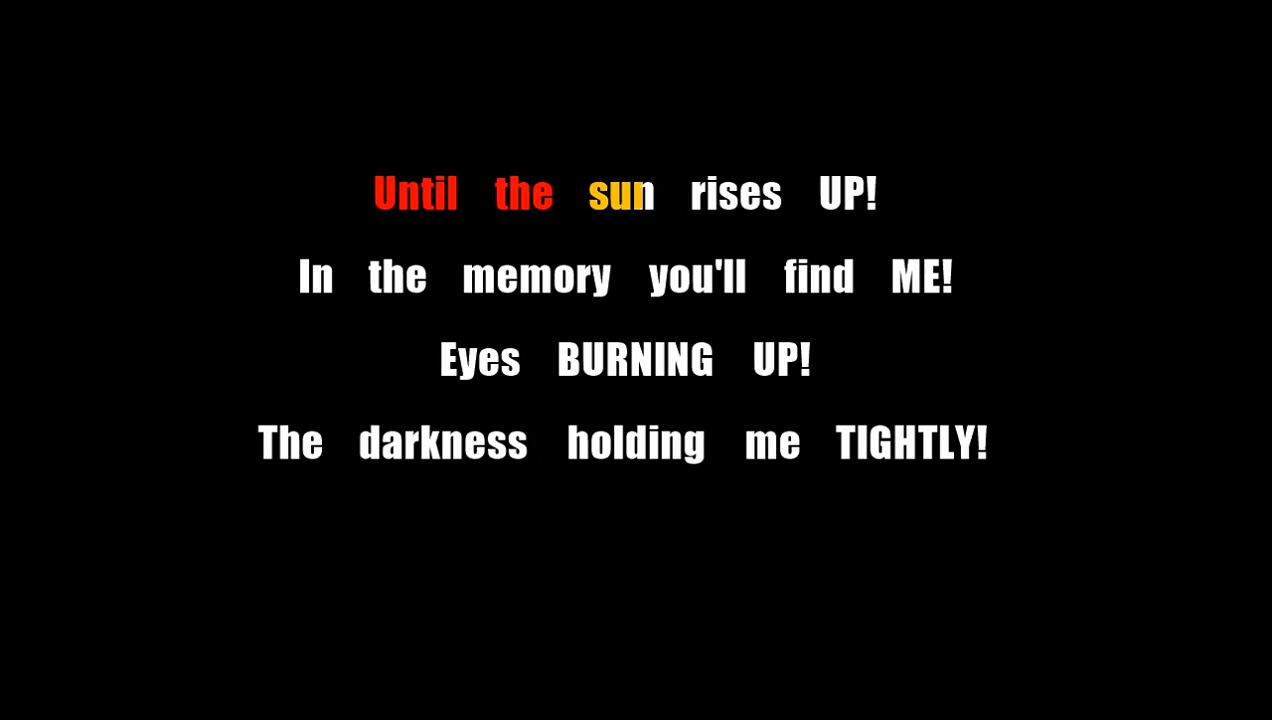 Until the sun rises UP!
In the memory you'll find ME!
Eyes BURNING UP!
The darkness holding me TIGHTLY!